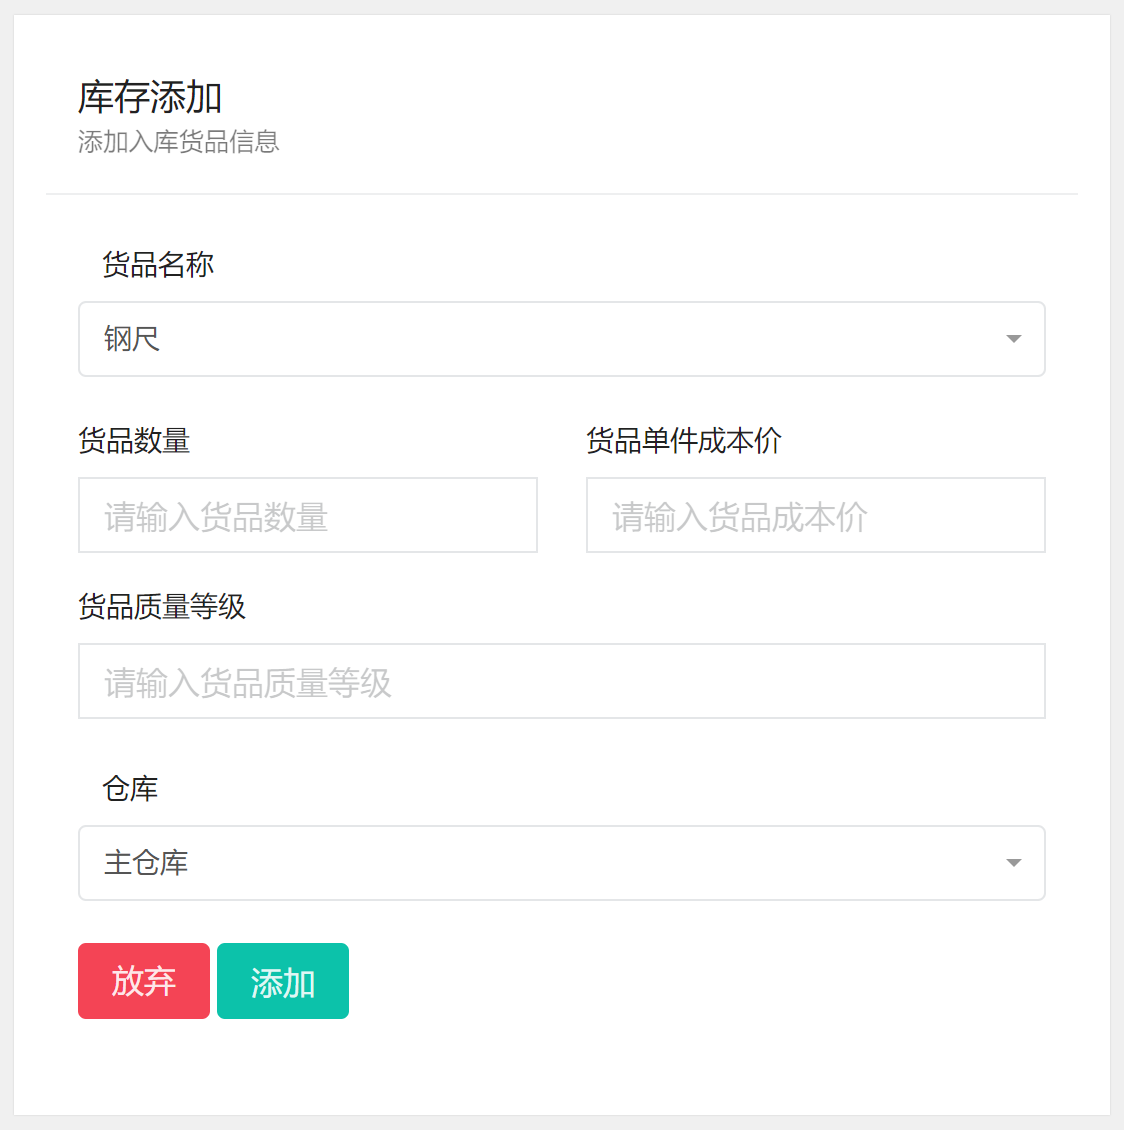 库存添加
添加入库货品信息
货品名称
钢尺
货品数量
货品单件成本价
请输入货品数量
请输入货品成本价
货品质量等级
请输入货品质量等级
仓库
主仓库
放弃
添加